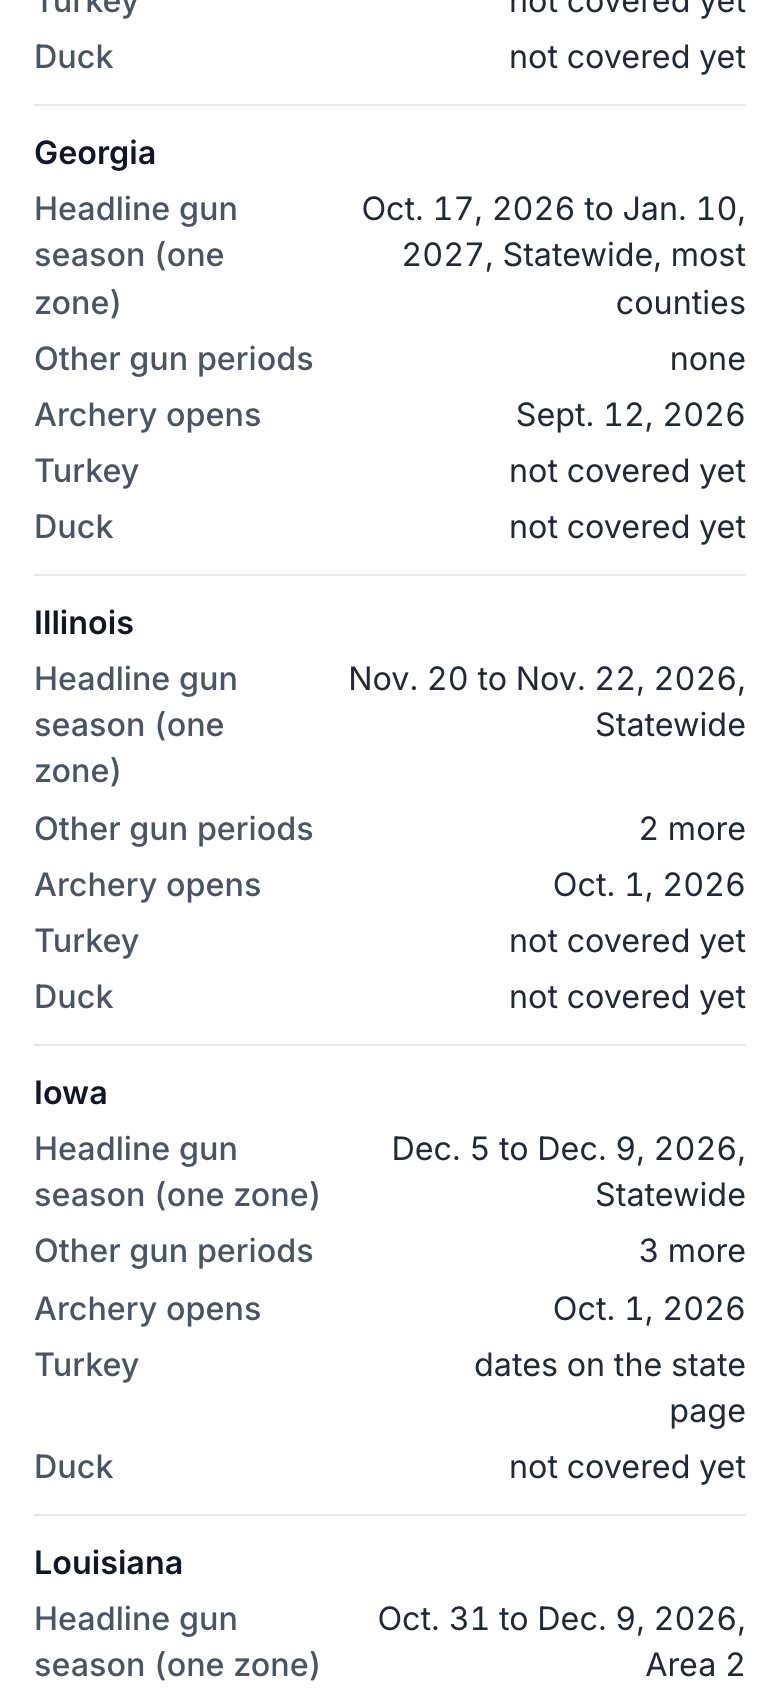 Turkey not covered yet
Duck not covered yet
Georgia
Headline gun Oct. 17, 2026 to Jan. 10,
season (one 2027, Statewide, most
zone) counties
Other gun periods none
Archery opens Sept. 12, 2026
Turkey not covered yet
Duck not covered yet
Illinois
Headline gun Nov. 20 to Nov. 22, 2026,
season (one Statewide
zone)
Other gun periods 2 more
Archery opens Oct. 1, 2026
Turkey not covered yet
Duck not covered yet
Iowa
Headline gun Dec. 5 to Dec. 9, 2026,
season (one zone) Statewide
Other gun periods 3 more
Archery opens Oct. 1, 2026
Turkey dates on the state
page
Duck not covered yet
Louisiana
Headline gun Oct. 31 to Dec. 9, 2026,
season (one zone) Area 2